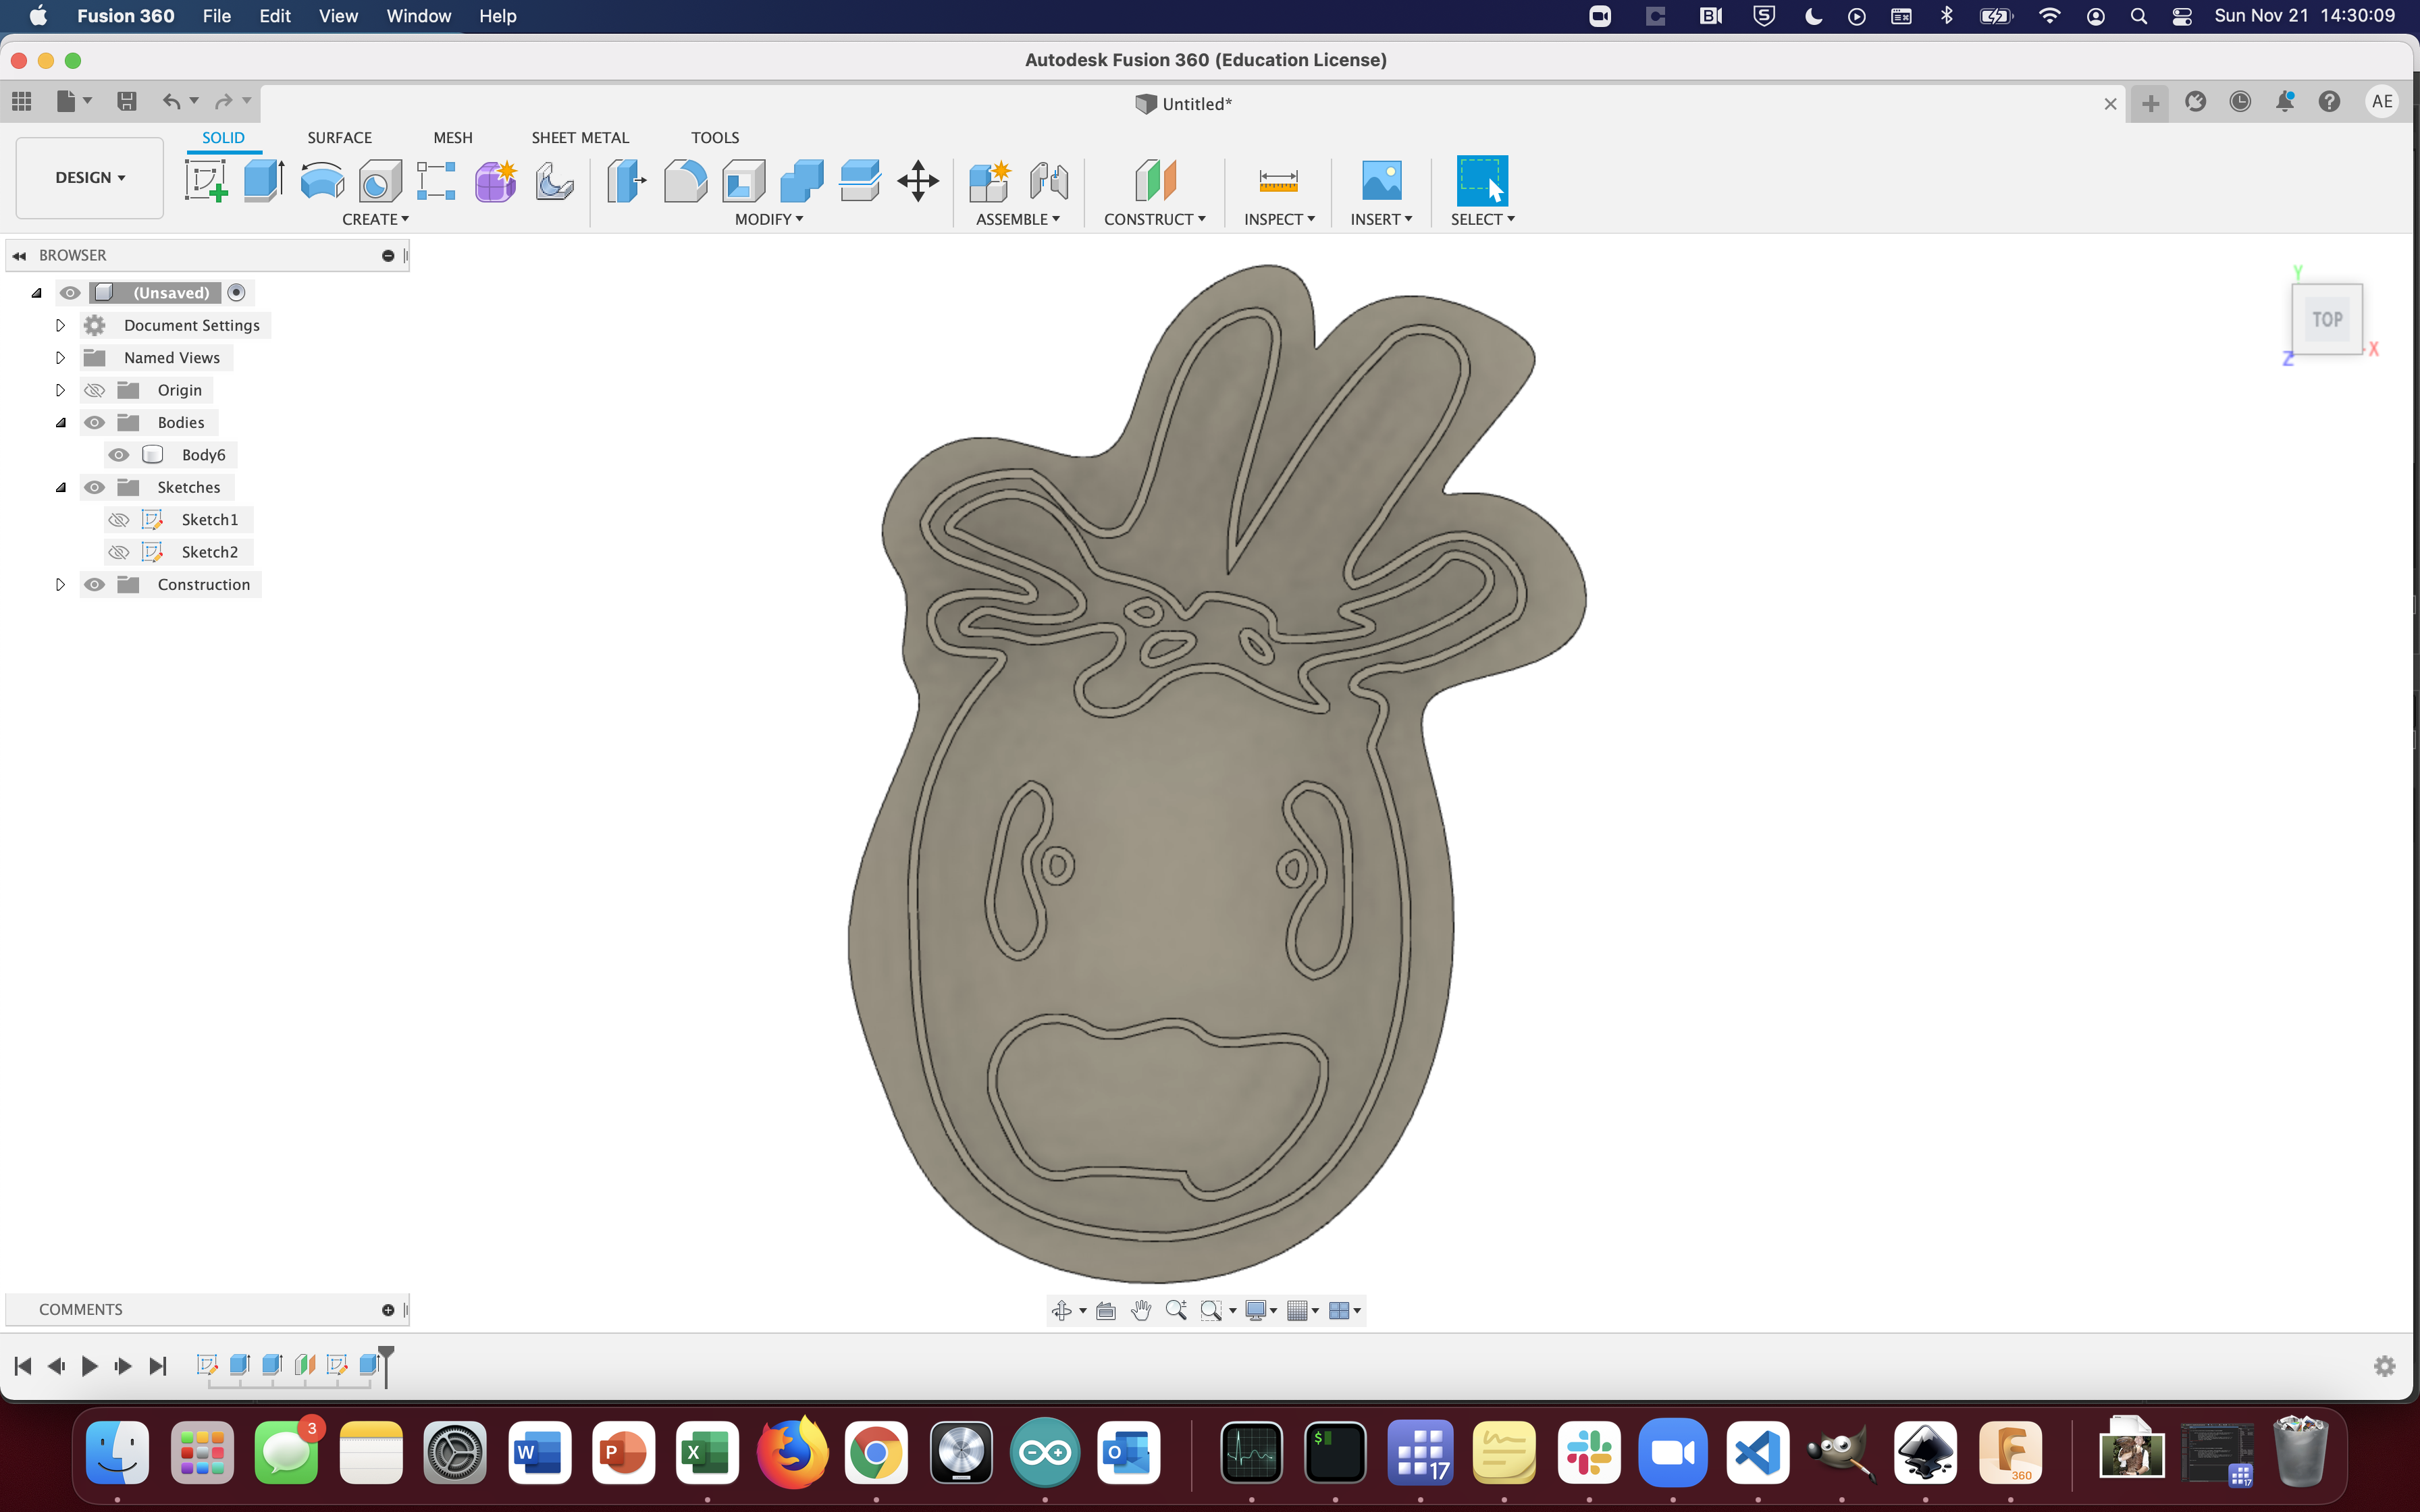 Fusion 360 File Edit View Window Help Sun Nov 21 14:30:09
Autodesk Fusion 360 (Education License)
Untitled* AE
SOLID SURFACE MESH SHEET METAL TOOLS
DESIGN
CREATE MODIFY ASSEMBLE CONSTRUCT INSPECT INSERT SELECT
BROWSER
(Unsaved)
Document Settings
Named Views
Origin
Bodies
Body6
Sketches
Sketch1
Sketch2
Construction
Y
TOP
X
Z
COMMENTS
3
W
P
X
O
$
17
360
17